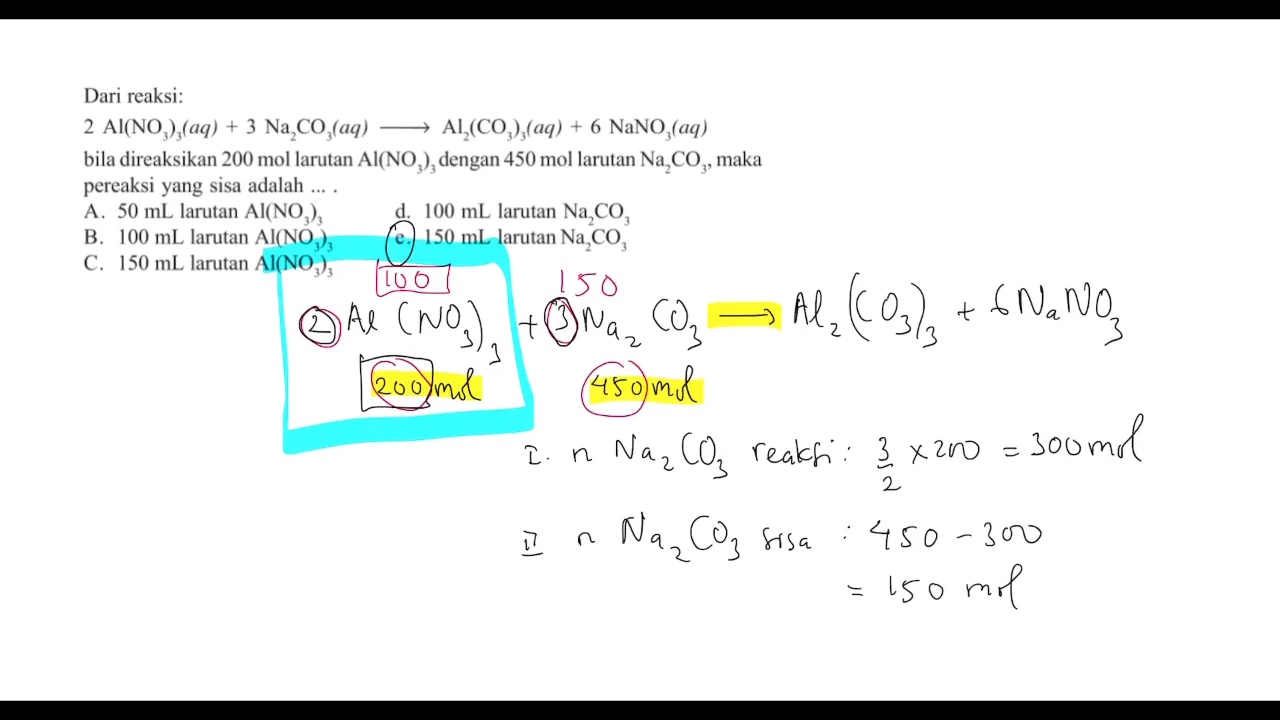 Dari reaksi:
2 Al(NO₃)₃(aq) + 3 Na₂CO₃(aq) ⟶ Al₂(CO₃)₃(aq) + 6 NaNO₃(aq)
bila direaksikan 200 mol larutan Al(NO₃)₃ dengan 450 mol larutan Na₂CO₃, maka
pereaksi yang sisa adalah ... .
A. 50 mL larutan Al(NO₃)₃
B. 100 mL larutan Al(NO₃)₃
C. 150 mL larutan Al(NO₃)₃
d. 100 mL larutan Na₂CO₃
e. 150 mL larutan Na₂CO₃
100 150
2 Al(NO₃)₃ + 3 Na₂CO₃ ⟶ Al₂(CO₃)₃ + 6NaNO₃
200 mol 450 mol
I. n Na₂CO₃ reaksi : 3/2 × 200 = 300 mol
II n Na₂CO₃ sisa : 450 – 300
= 150 mol